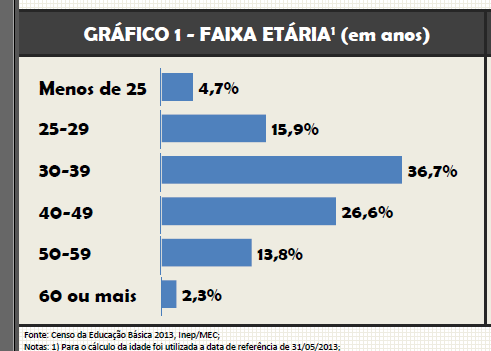 GRÁFICO 1 - FAIXA ETÁRIA¹ (em anos)
Menos de 25 4,7%
25-29 15,9%
30-39 36,7%
40-49 26,6%
50-59 13,8%
60 ou mais 2,3%
Fonte: Censo da Educação Básica 2013, Inep/MEC;
Notas: 1) Para o cálculo da idade foi utilizada a data de referência de 31/05/2013;